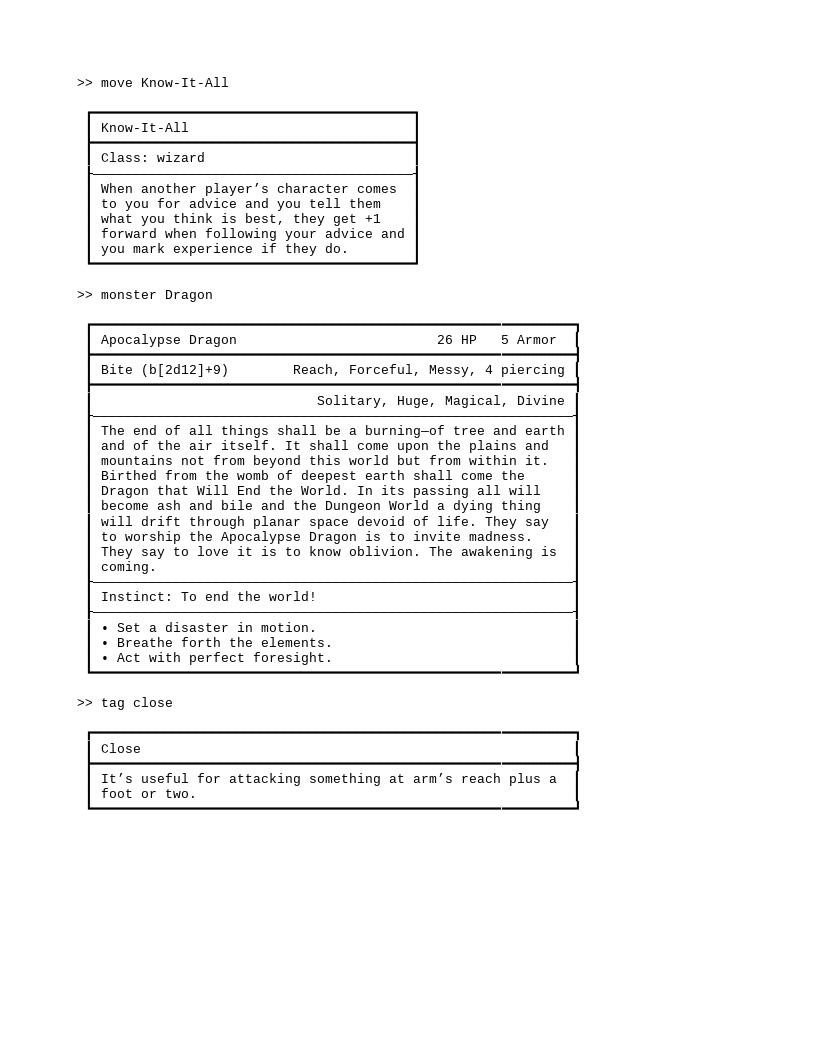 >> move Know-It-All
Know-It-All
Class: wizard
When another player’s character comes
to you for advice and you tell them
what you think is best, they get +1
forward when following your advice and
you mark experience if they do.
>> monster Dragon
Apocalypse Dragon 26 HP 5 Armor
Bite (b[2d12]+9) Reach, Forceful, Messy, 4 piercing
Solitary, Huge, Magical, Divine
The end of all things shall be a burning—of tree and earth
and of the air itself. It shall come upon the plains and
mountains not from beyond this world but from within it.
Birthed from the womb of deepest earth shall come the
Dragon that Will End the World. In its passing all will
become ash and bile and the Dungeon World a dying thing
will drift through planar space devoid of life. They say
to worship the Apocalypse Dragon is to invite madness.
They say to love it is to know oblivion. The awakening is
coming.
Instinct: To end the world!
• Set a disaster in motion.
• Breathe forth the elements.
• Act with perfect foresight.
>> tag close
Close
It’s useful for attacking something at arm’s reach plus a
foot or two.